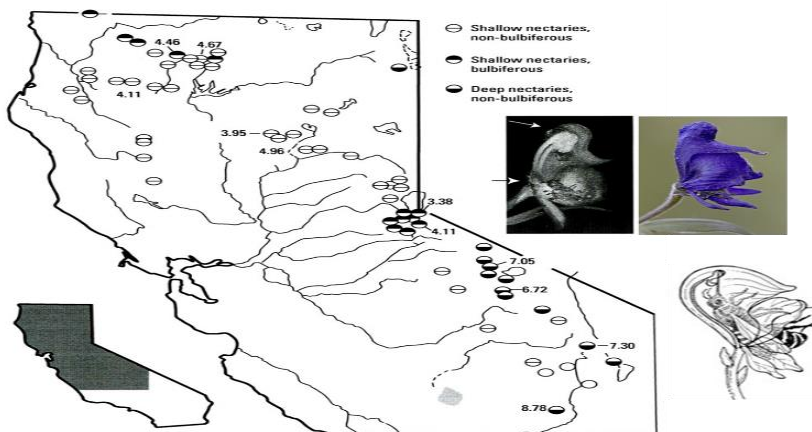 Shallow nectaries,
non-bulbiferous
Shallow nectaries,
bulbiferous
Deep nectaries,
non-bulbiferous
4.46
4.67
4.11
3.95
4.96
3.38
4.11
7.05
6.72
7.30
8.78